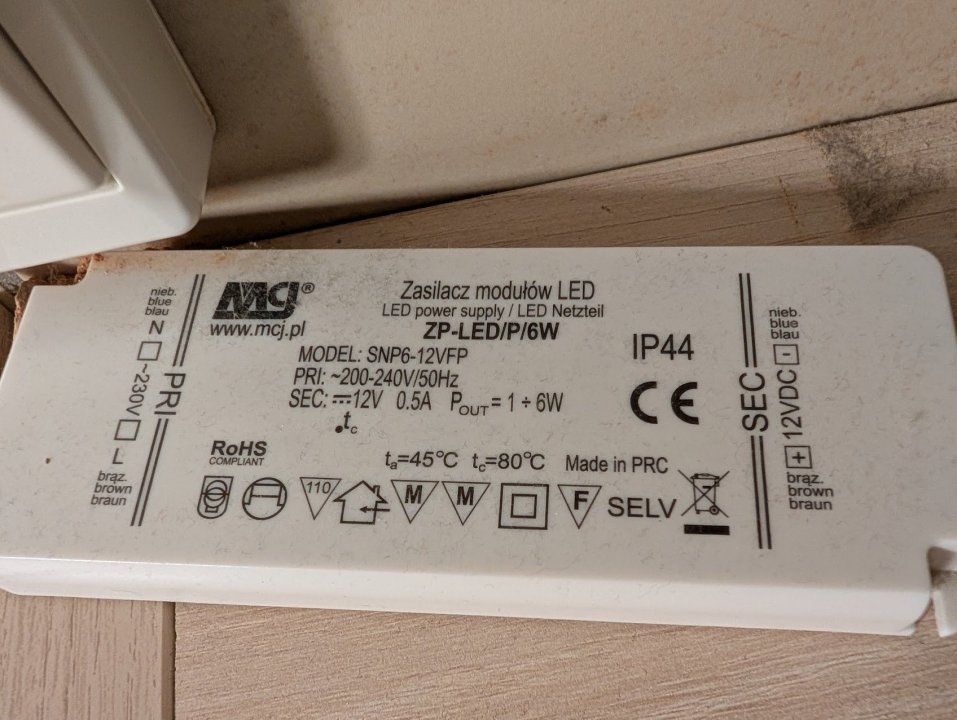 nieb.
blue
blau
N
~230V
L
brąz.
brown
braun
PRI
MCJ®
www.mcj.pl
Zasilacz modułów LED
LED power supply / LED Netzteil
ZP-LED/P/6W
MODEL: SNP6-12VFP
PRI: ~200-240V/50Hz
SEC: ⎓12V 0.5A POUT = 1 ÷ 6W
tc
IP44
CE
RoHS
COMPLIANT
ta=45°C tc=80°C Made in PRC
110 M M F SELV
SEC
nieb.
blue
blau
-
12VDC
+
brąz.
brown
braun